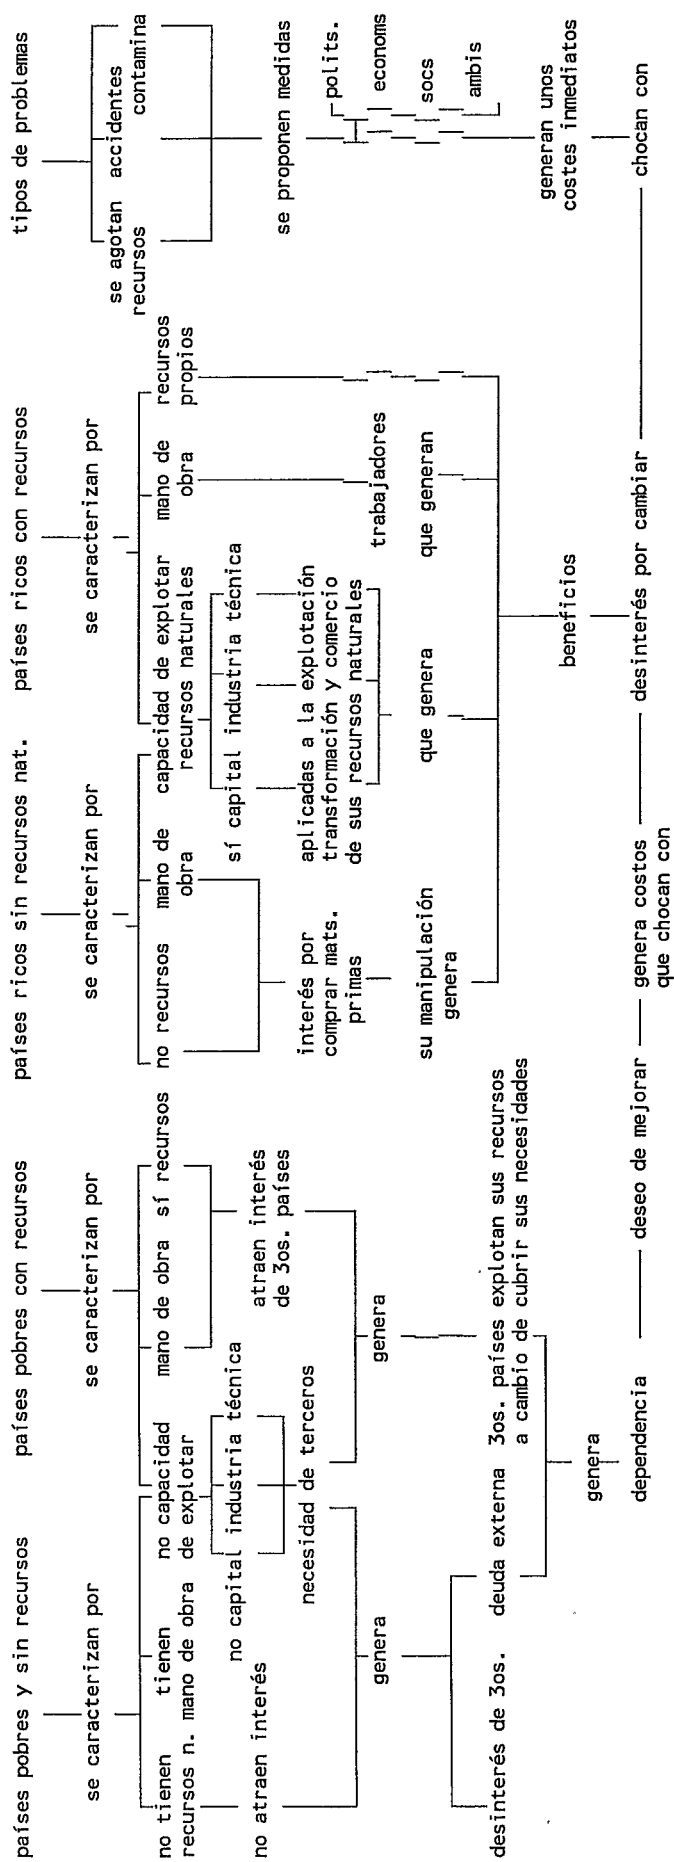 países pobres y sin recursos
se caracterizan por
no tienen
recursos n.
tienen
mano de obra
no capacidad
de explotar
no atraen interés
no capital industria técnica
necesidad de terceros
genera
desinterés de 3os.
deuda externa
países pobres con recursos
se caracterizan por
mano de obra
sí recursos
atraen interés
de 3os. países
genera
3os. países explotan sus recursos
a cambio de cubrir sus necesidades
genera
dependencia
deseo de mejorar
genera costos
que chocan con
países ricos sin recursos nat.
se caracterizan por
no recursos
mano de
obra
capacidad de explotar
recursos naturales
interés por
comprar mats.
primas
su manipulación
genera
sí capital industria técnica
aplicadas a la explotación
transformación y comercio
de sus recursos naturales
que genera
países ricos con recursos
se caracterizan por
mano de
obra
recursos
propios
trabajadores
que generan
beneficios
desinterés por cambiar
tipos de problemas
se agotan
recursos
accidentes
contamina
se proponen medidas
polits.
economs
socs
ambis
generan unos
costes inmediatos
chocan con